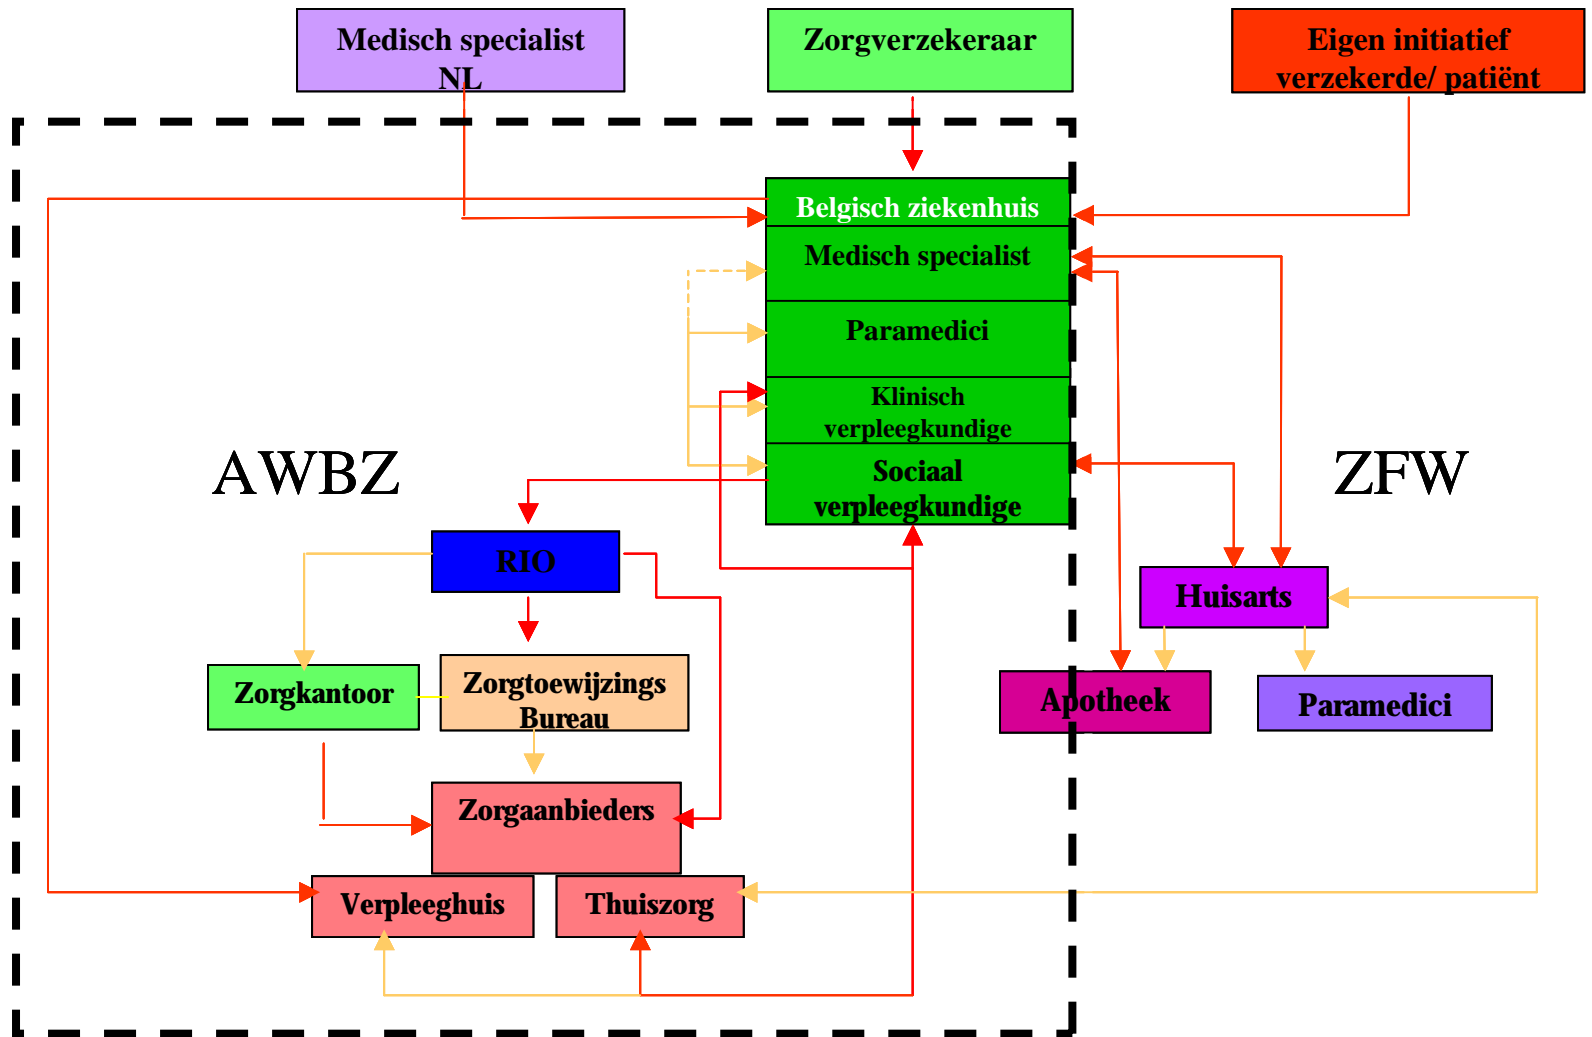 Medisch specialist
NL
Zorgverzekeraar
Eigen initiatief
verzekerde/ patiënt
Belgisch ziekenhuis
Medisch specialist
Paramedici
Klinisch
verpleegkundige
Sociaal
verpleegkundige
AWBZ
ZFW
RIO
Huisarts
Zorgkantoor
Zorgtoewijzings
Bureau
Apotheek
Paramedici
Zorgaanbieders
Verpleeghuis
Thuiszorg